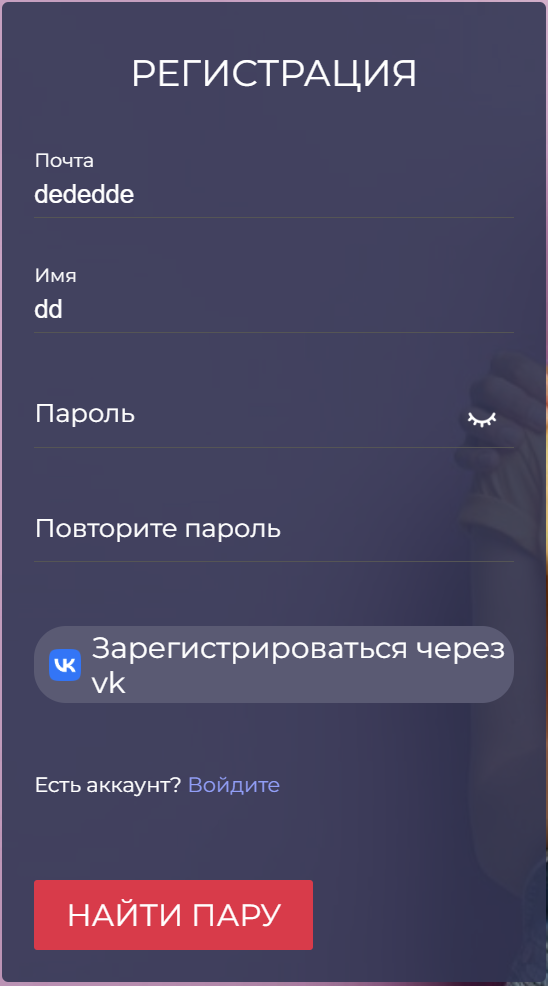 РЕГИСТРАЦИЯ
Почта
dededde
Имя
dd
Пароль
Повторите пароль
Зарегистрироваться через
vk
Есть аккаунт? Войдите
НАЙТИ ПАРУ